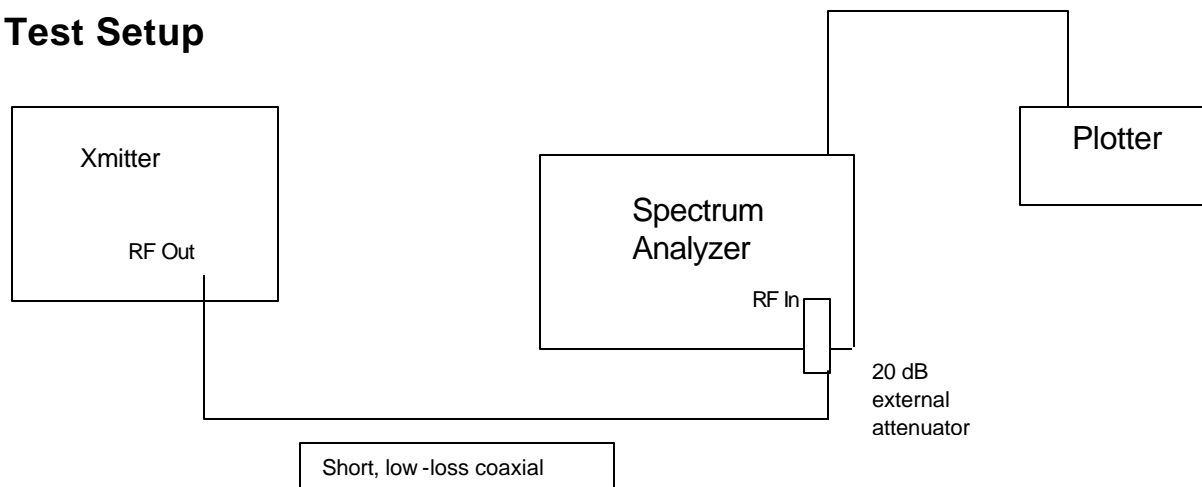 Test Setup
Xmitter
RF Out
Spectrum
Analyzer
RF In
Plotter
20 dB
external
attenuator
Short, low-loss coaxial